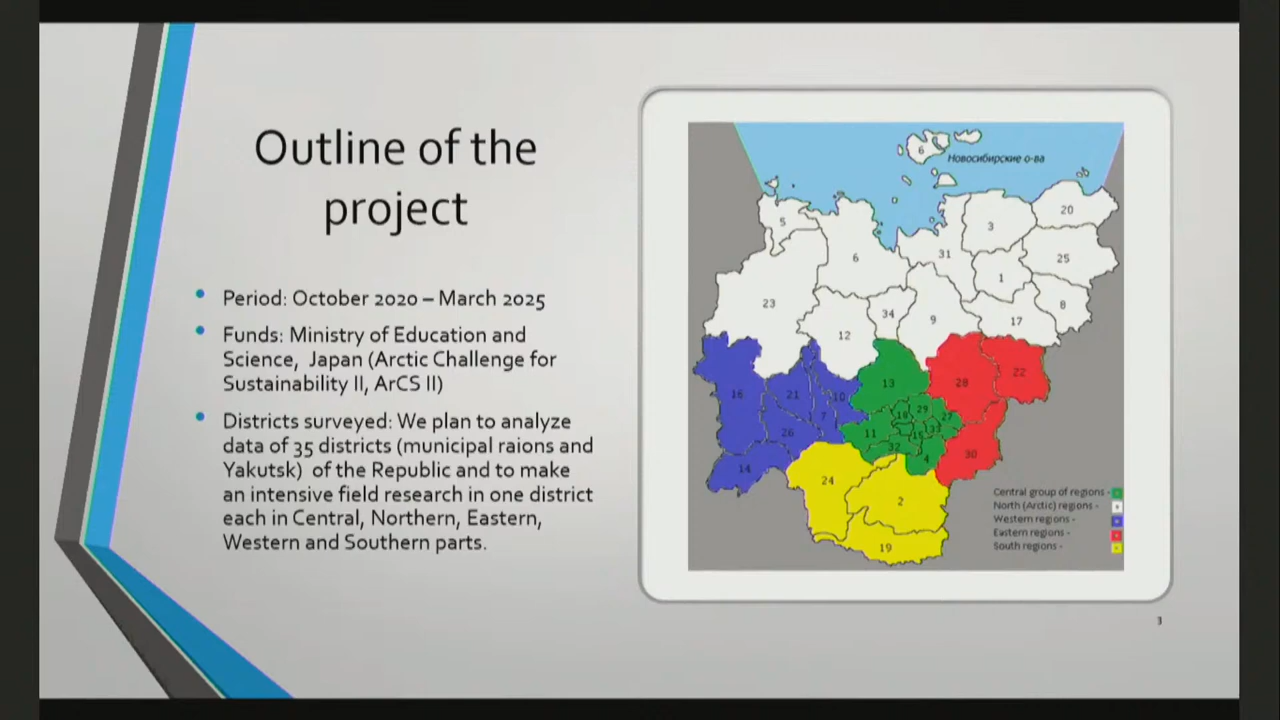 Outline of the
project
Period: October 2020 – March 2025
Funds: Ministry of Education and
Science, Japan (Arctic Challenge for
Sustainability II, ArCS II)
Districts surveyed: We plan to analyze
data of 35 districts (municipal raions and
Yakutsk) of the Republic and to make
an intensive field research in one district
each in Central, Northern, Eastern,
Western and Southern parts.
6
Новосибирские о-ва
5
3
20
6
31
25
1
23
8
34
9
17
12
13
28
22
16
21
10
7
18
29
27
26
11
15
33
32
4
30
14
24
2
19
Central group of regions -
North (Arctic) regions -
Western regions -
Eastern regions -
South regions -
3